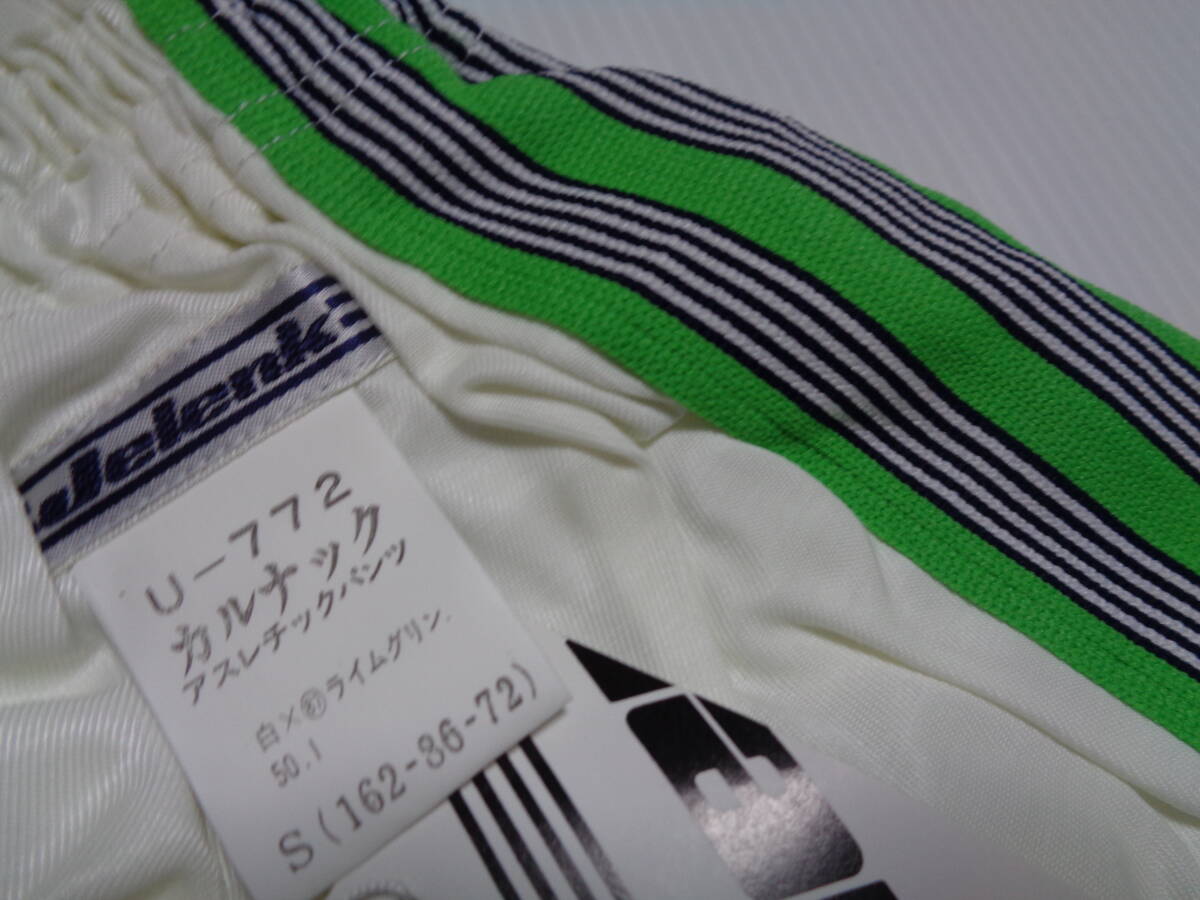 Jelenk
U-772
カルナック
アスレチックパンツ
白×㊇ライムグリン.
50.1
S(162-86-72)